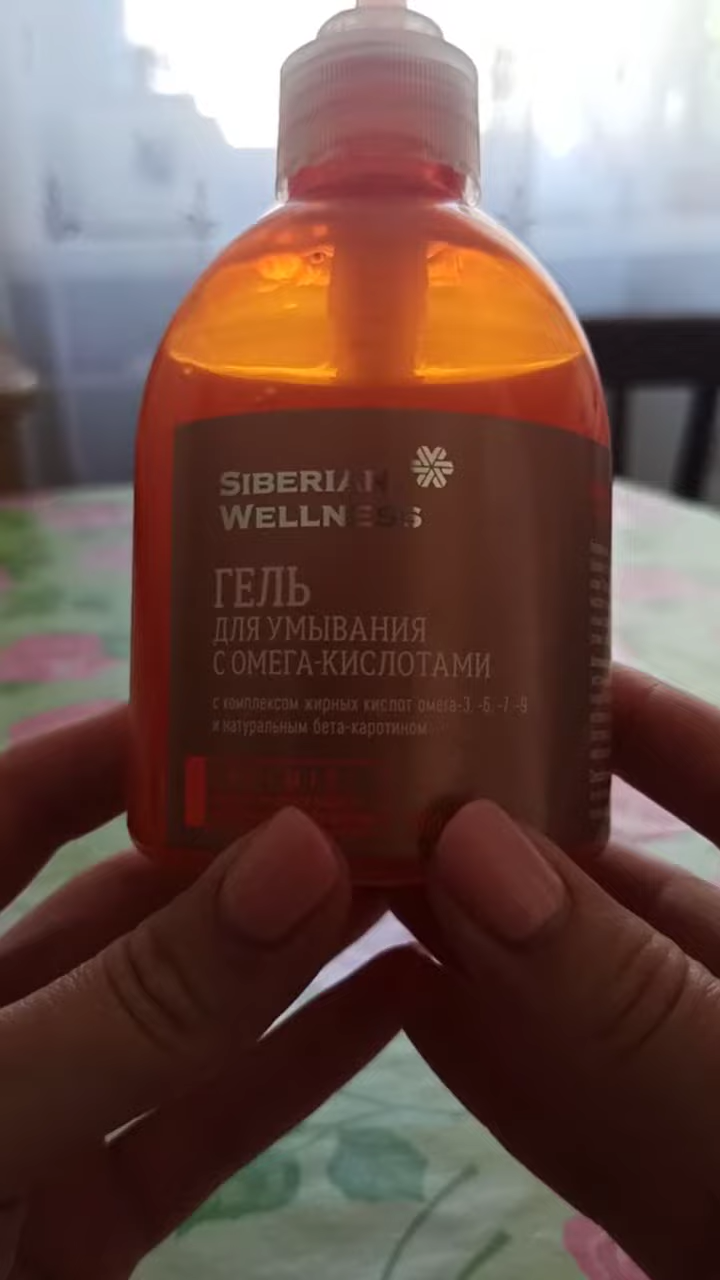 SIBERIAN
WELLNESS
ГЕЛЬ
ДЛЯ УМЫВАНИЯ
С ОМЕГА-КИСЛОТАМИ
с комплексом жирных кислот омега-3, -6, -7, -9
и натуральным бета-каротином